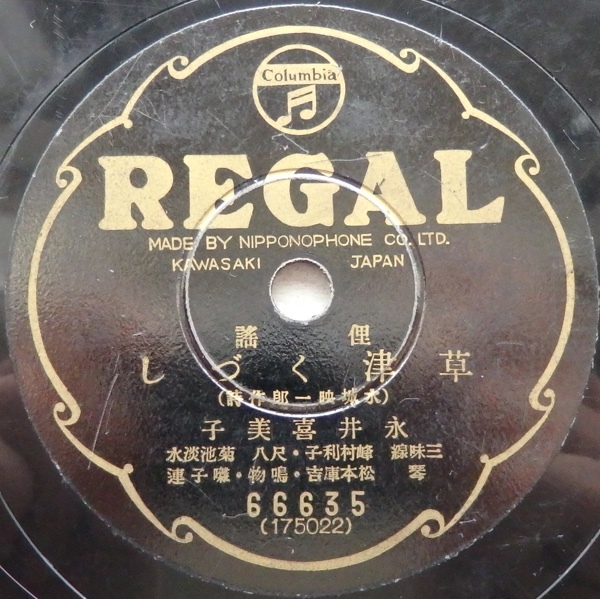 Columbia
REGAL
MADE BY NIPPONOPHONE CO. LTD.
KAWASAKI JAPAN
俚謠
草津くづし
(水城映一郎作詩)
永井喜美子
三味線 峰村利子・尺八 菊池淡水
琴 松本庫吉・鳴物・囃子連
66635
(175022)